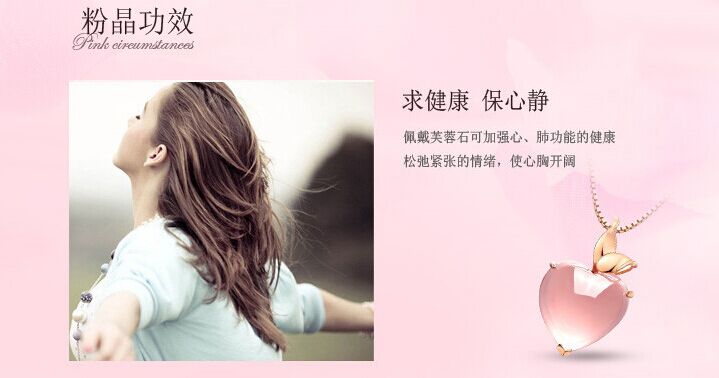 粉晶功效
Pink circumstances
求健康 保心静
佩戴芙蓉石可加强心、肺功能的健康
松弛紧张的情绪，使心胸开阔